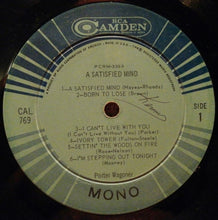 RCA
CAMDEN
A SATISFIED MIND
1-A SATISFIED MIND (Hayes-Rhodes)
2-BORN TO LOSE (Brown)
CAL
769
SIDE
1
3-I CAN'T LIVE WITH YOU
(I Can't Live Without You) (Parker)
4-IVORY TOWER (Fulton-Steele)
5-SETTIN' THE WOODS ON FIRE
(Rose-Nelson)
6-I'M STEPPING OUT TONIGHT
Porter Wagoner
MONO